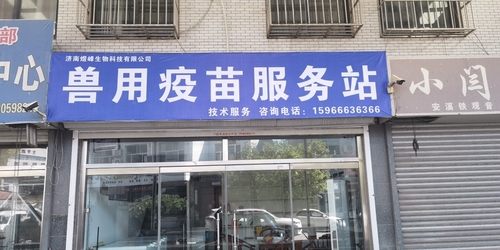 部
中心
0598
济南煜峰生物科技有限公司
兽用疫苗服务站
技术服务 咨询电话：15966636366
小闫
安溪铁观音